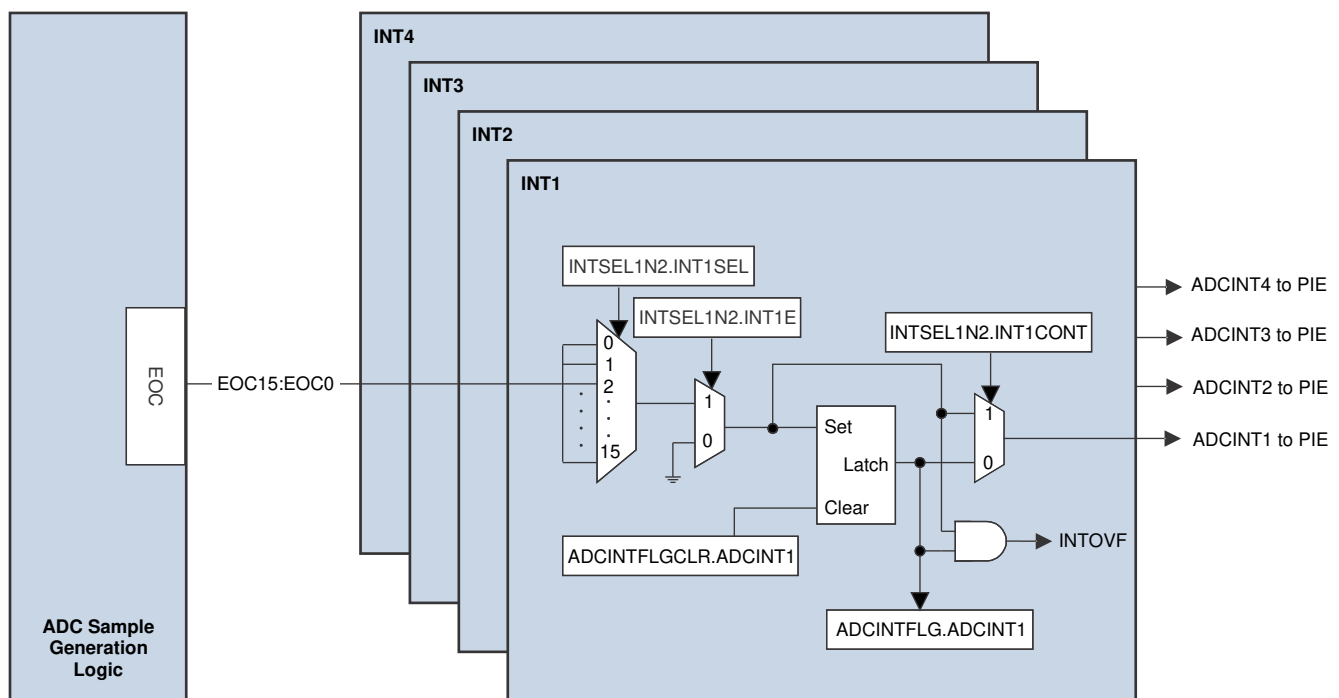 INT4
INT3
INT2
INT1
INTSEL1N2.INT1SEL
INTSEL1N2.INT1E
INTSEL1N2.INT1CONT
ADCINT4 to PIE
ADCINT3 to PIE
ADCINT2 to PIE
ADCINT1 to PIE
EOC
EOC15:EOC0
0
1
2
15
1
0
Set
Latch
Clear
1
0
ADCINTFLGCLR.ADCINT1
INTOVF
ADCINTFLG.ADCINT1
ADC Sample
Generation
Logic